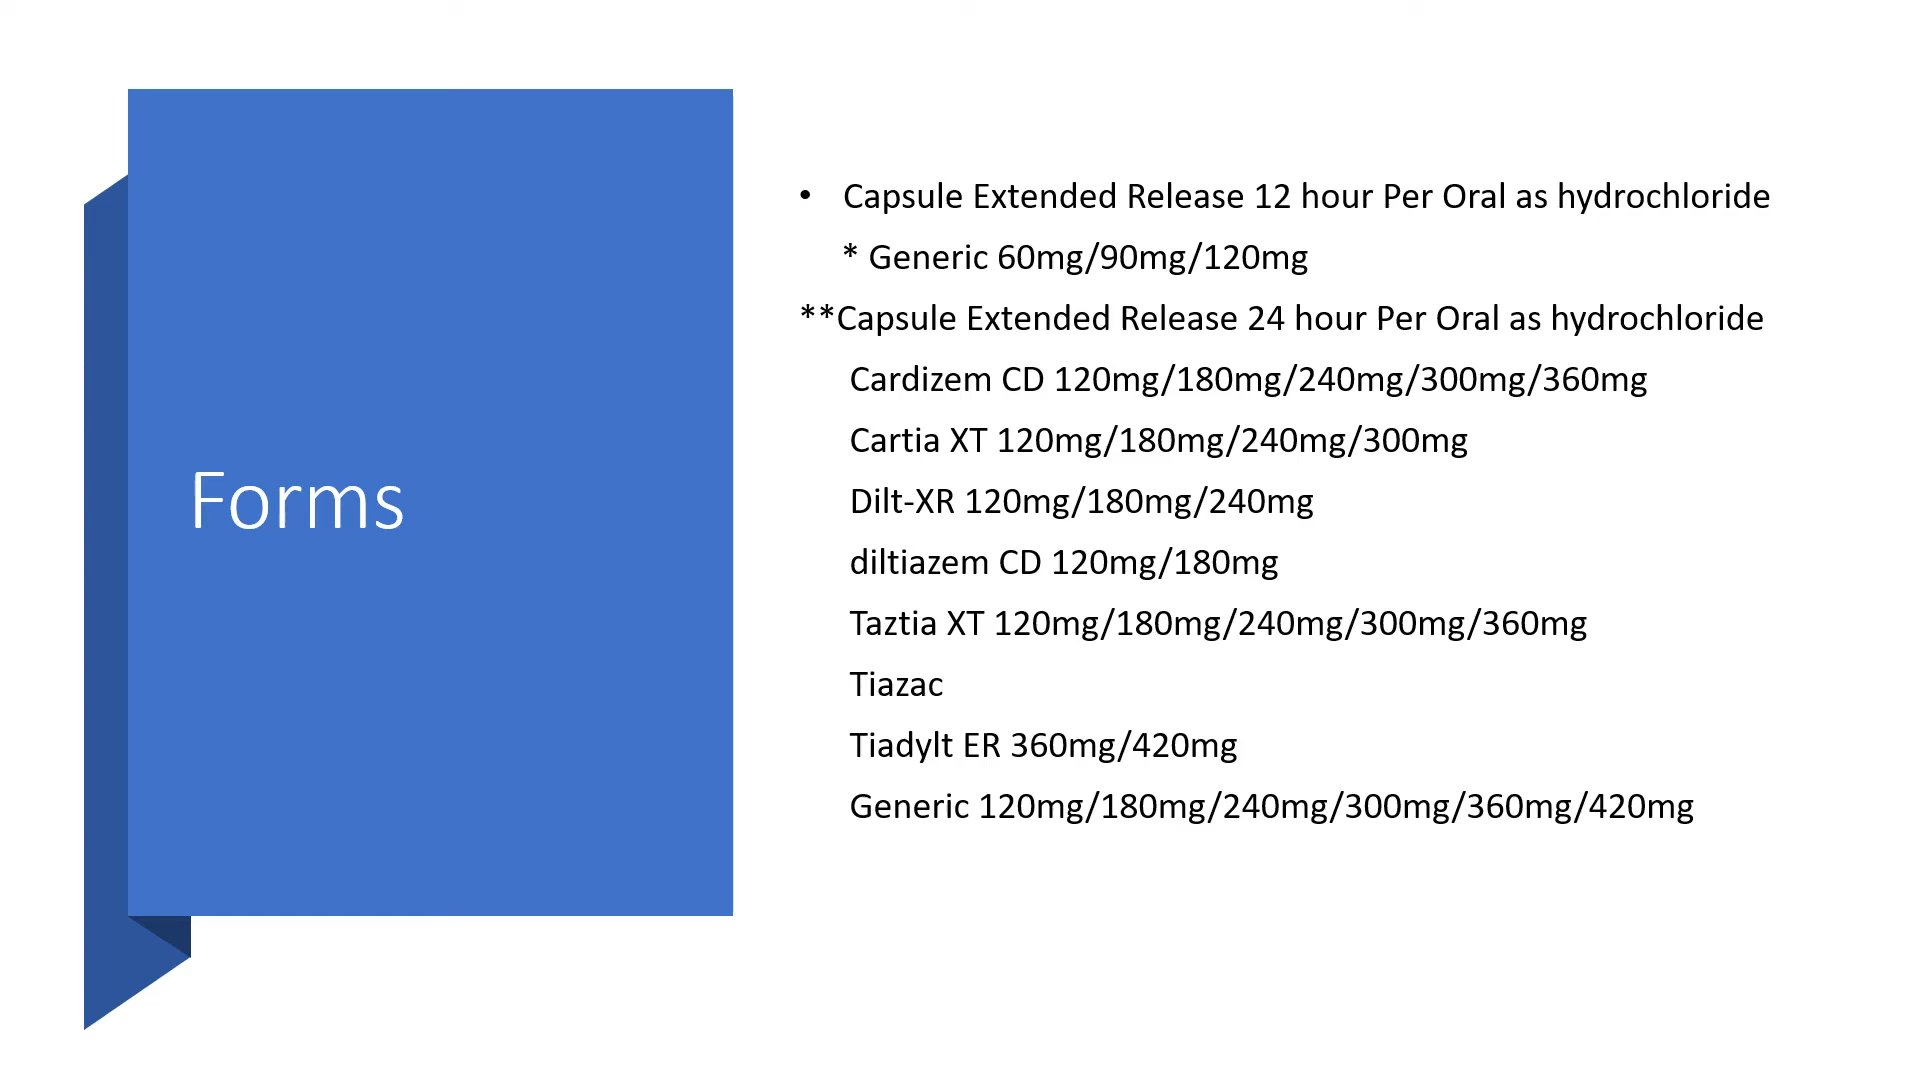 Forms
• Capsule Extended Release 12 hour Per Oral as hydrochloride
* Generic 60mg/90mg/120mg
**Capsule Extended Release 24 hour Per Oral as hydrochloride
Cardizem CD 120mg/180mg/240mg/300mg/360mg
Cartia XT 120mg/180mg/240mg/300mg
Dilt-XR 120mg/180mg/240mg
diltiazem CD 120mg/180mg
Taztia XT 120mg/180mg/240mg/300mg/360mg
Tiazac
Tiadylt ER 360mg/420mg
Generic 120mg/180mg/240mg/300mg/360mg/420mg